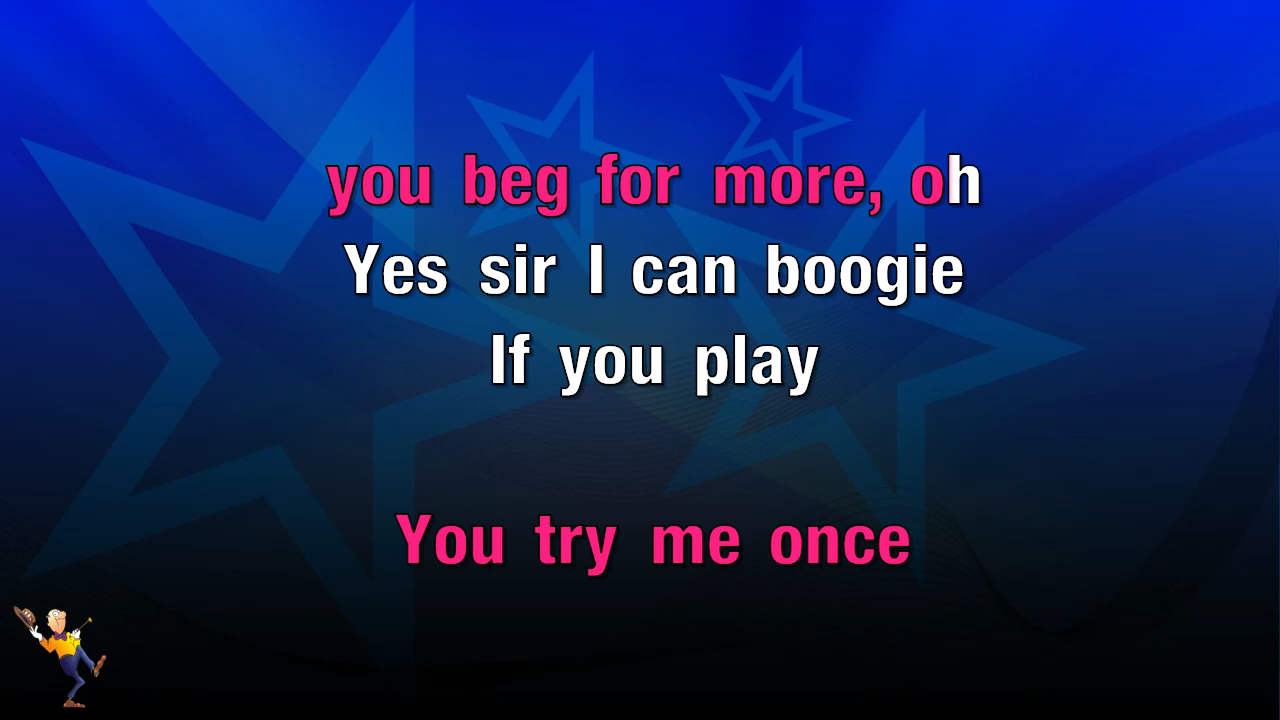 you beg for more, oh
Yes sir I can boogie
If you play
You try me once